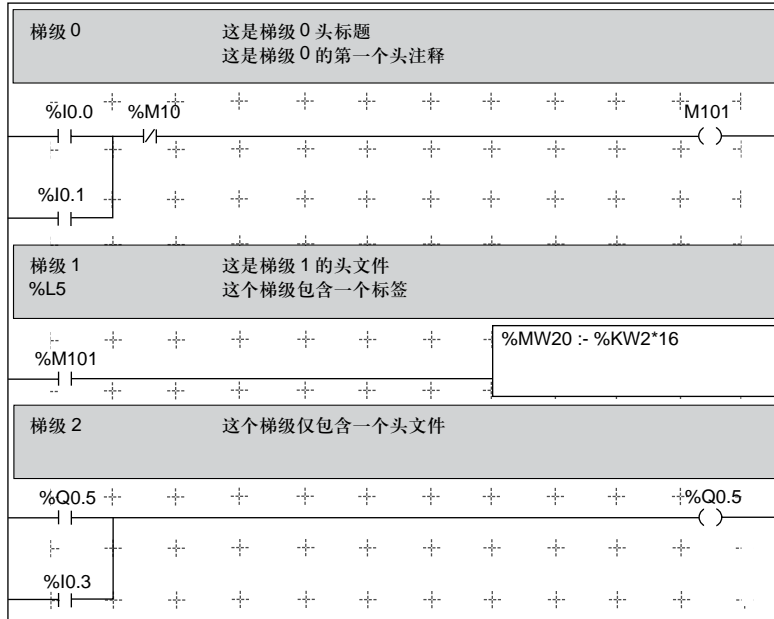 梯级 0 这是梯级 0 头标题
这是梯级 0 的第一个头注释
%I0.0 %M10 M101
%I0.1
梯级 1 这是梯级 1 的头文件
%L5 这个梯级包含一个标签
%MW20 :- %KW2*16
%M101
梯级 2 这个梯级仅包含一个头文件
%Q0.5 %Q0.5
%I0.3